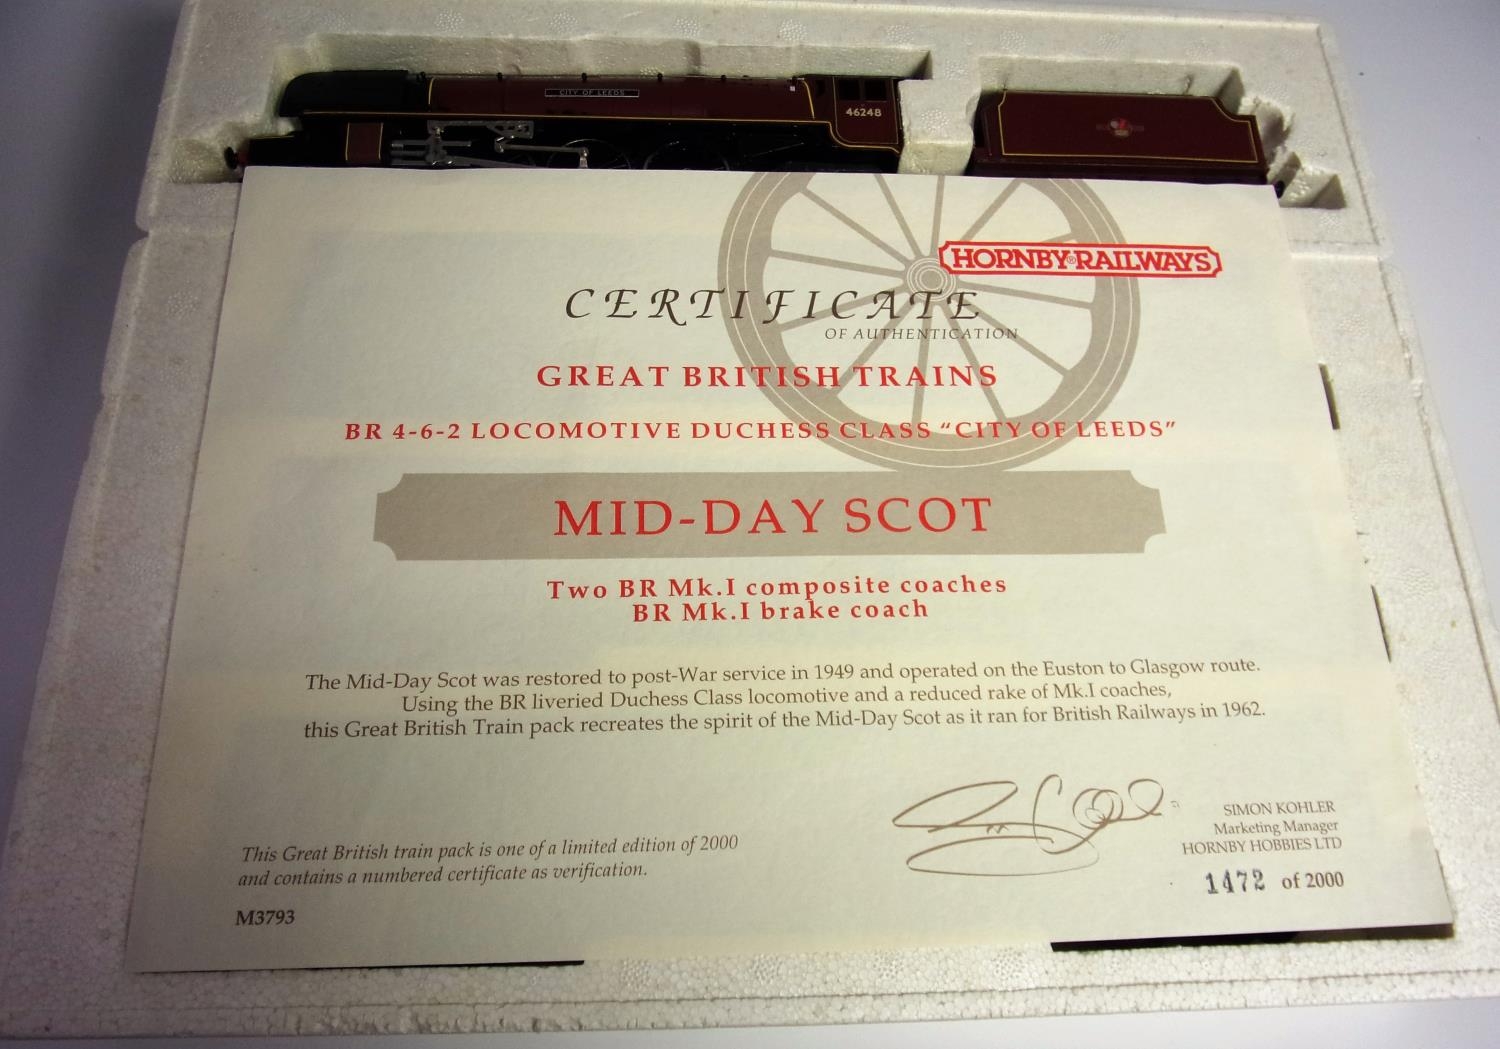 CITY OF LEEDS
46248
HORNBY® RAILWAYS
CERTIFICATE
OF AUTHENTICATION
GREAT BRITISH TRAINS
BR 4-6-2 LOCOMOTIVE DUCHESS CLASS “CITY OF LEEDS”
MID-DAY SCOT
Two BR Mk.I composite coaches
BR Mk.I brake coach
The Mid-Day Scot was restored to post-War service in 1949 and operated on the Euston to Glasgow route.
Using the BR liveried Duchess Class locomotive and a reduced rake of Mk.I coaches,
this Great British Train pack recreates the spirit of the Mid-Day Scot as it ran for British Railways in 1962.
SIMON KOHLER
Marketing Manager
HORNBY HOBBIES LTD
1472 of 2000
This Great British train pack is one of a limited edition of 2000
and contains a numbered certificate as verification.
M3793